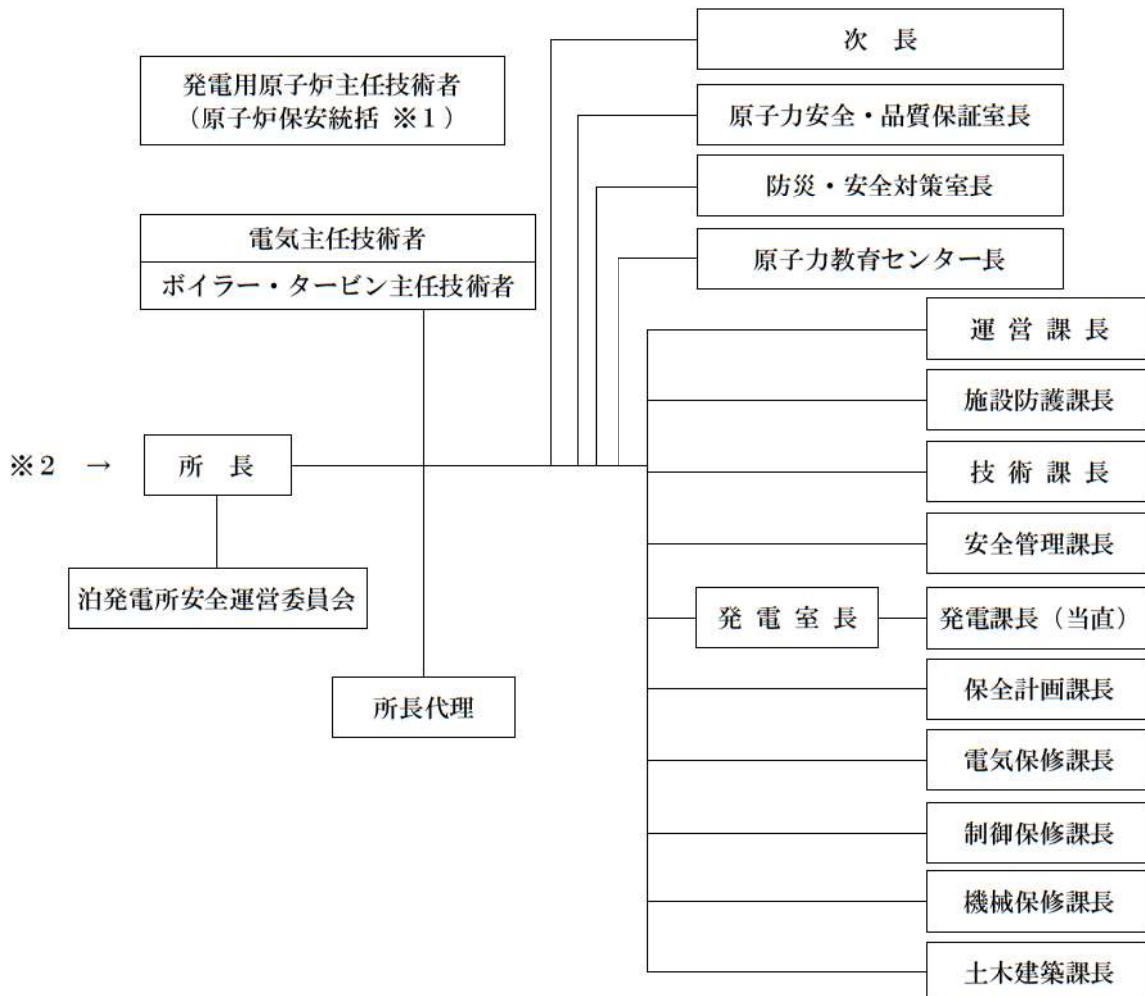 次 長
発電用原子炉主任技術者
（原子炉保安統括 ※１）
原子力安全・品質保証室長
防災・安全対策室長
電気主任技術者
ボイラー・タービン主任技術者
原子力教育センター長
運 営 課 長
施設防護課長
※２ → 所 長
技 術 課 長
安全管理課長
泊発電所安全運営委員会
発 電 室 長
発電課長（当直）
所長代理
保全計画課長
電気保修課長
制御保修課長
機械保修課長
土木建築課長